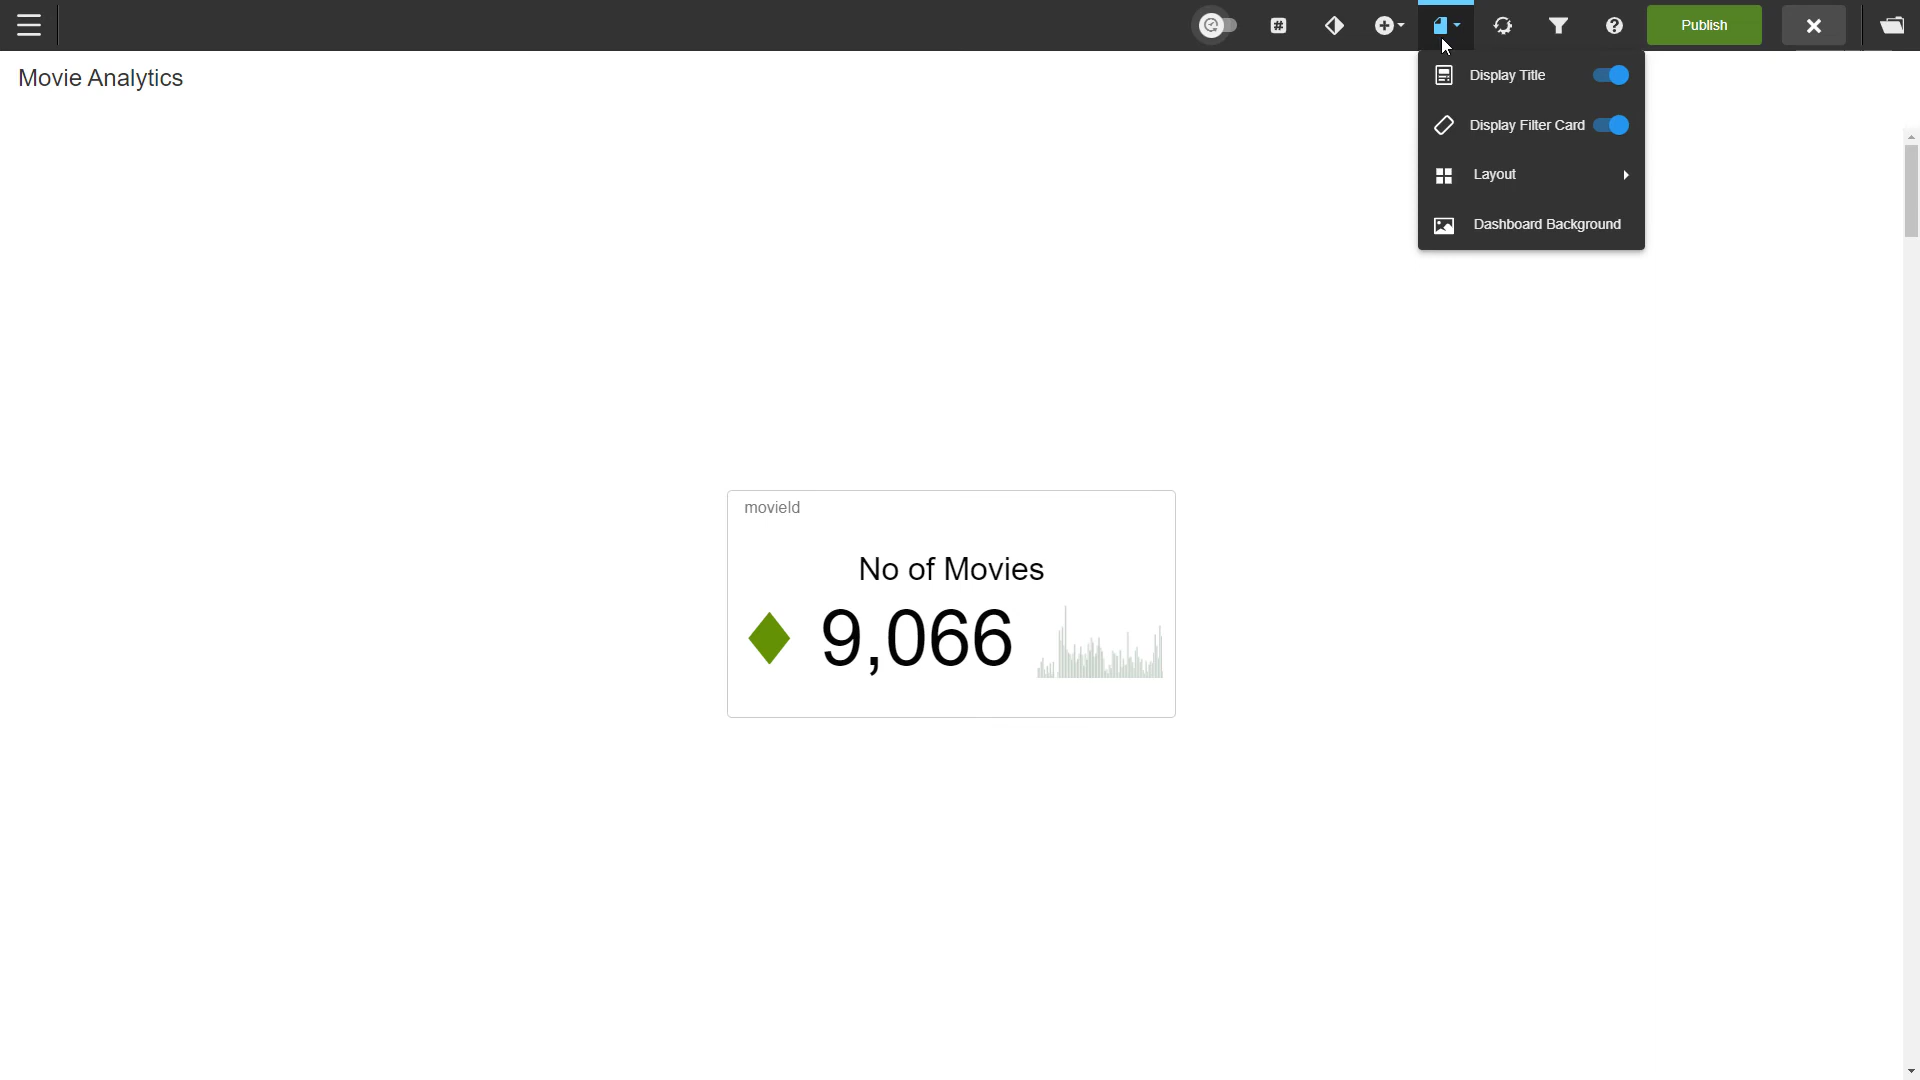 Publish
Movie Analytics
Display Title
Display Filter Card
Layout
Dashboard Background
movieId
No of Movies
9,066